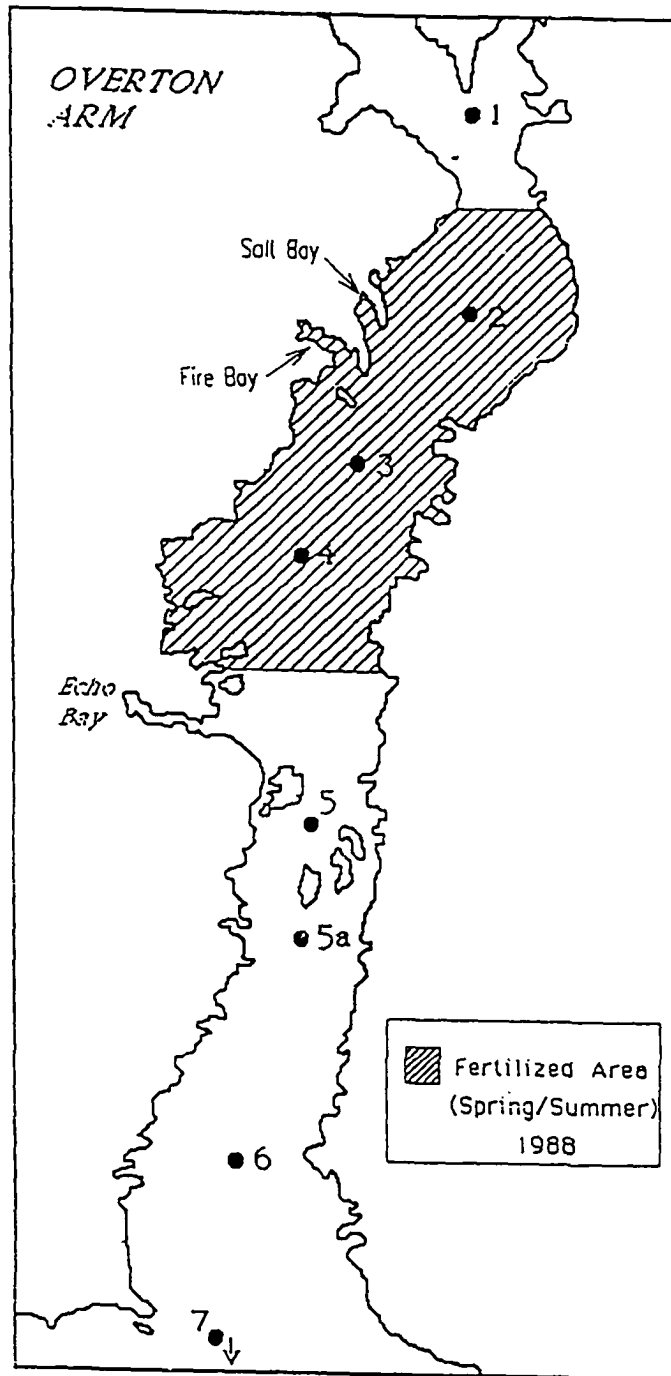 OVERTON
ARM
1
Salt Bay
2
Fire Bay
3
4
Echo
Bay
5
5a
Fertilized Area
(Spring/Summer)
1988
6
7